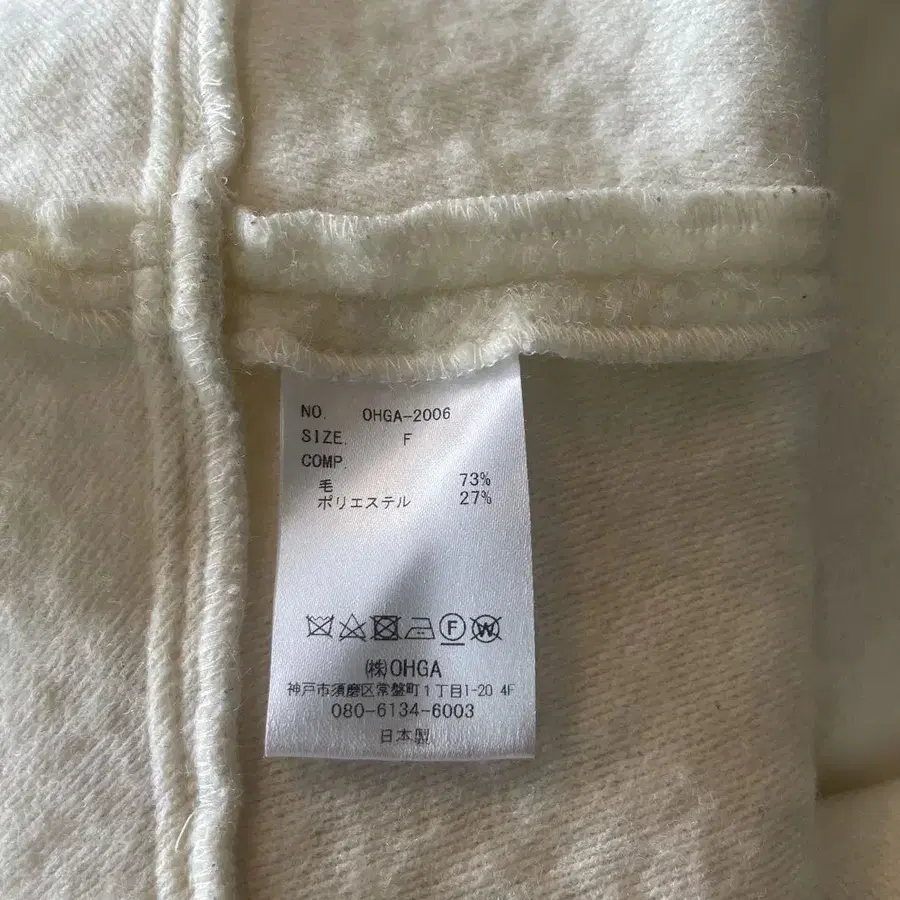 NO. OHGA-2006
SIZE. F
COMP.
毛 73%
ポリエステル 27%
F W
㈱OHGA
神戸市須磨区常盤町1丁目1-20 4F
080-6134-6003
日本製